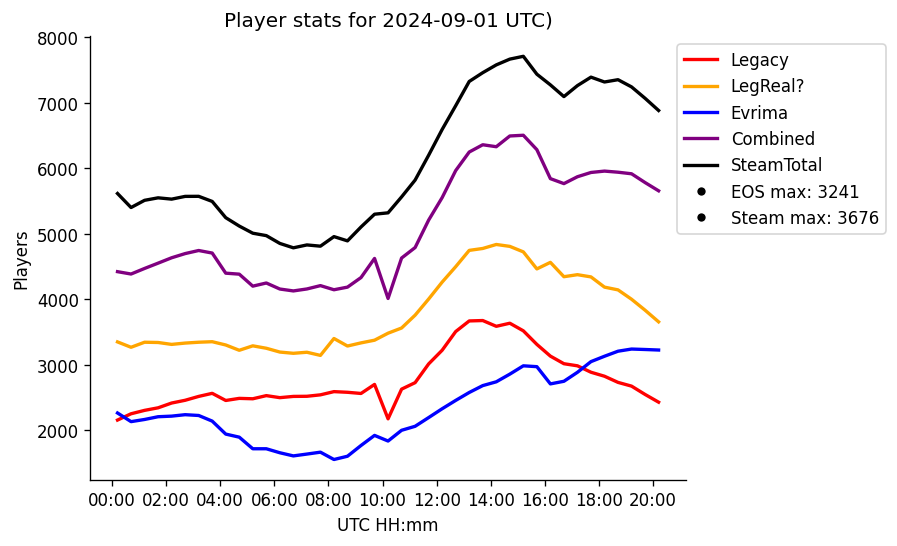 Player stats for 2024-09-01 UTC)
8000
7000
6000
5000
4000
3000
2000
Players
00:00 02:00 04:00 06:00 08:00 10:00 12:00 14:00 16:00 18:00 20:00
UTC HH:mm
Legacy
LegReal?
Evrima
Combined
SteamTotal
EOS max: 3241
Steam max: 3676